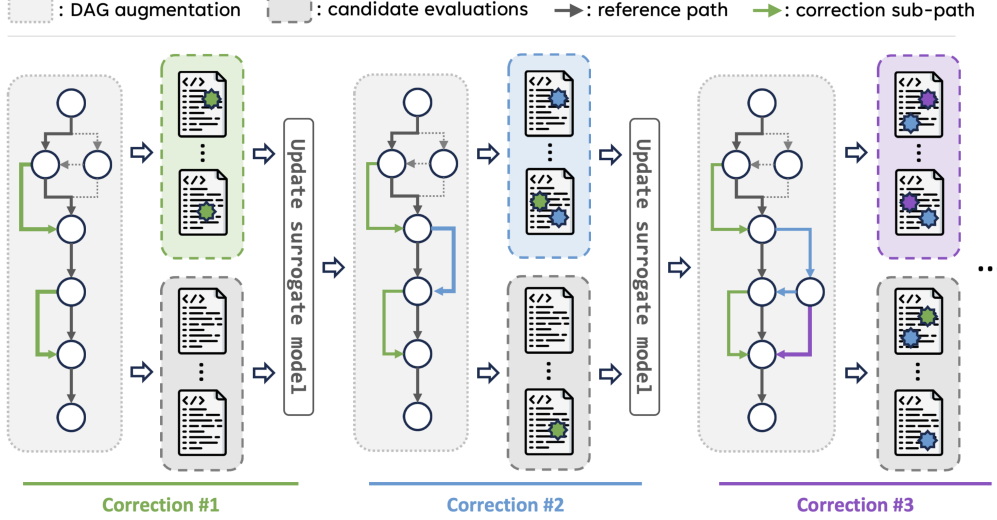 : DAG augmentation
: candidate evaluations
: reference path
: correction sub-path
</>
</>
</>
</>
Update surrogate model
</>
</>
</>
</>
Update surrogate model
</>
</>
</>
</>
..
Correction #1
Correction #2
Correction #3